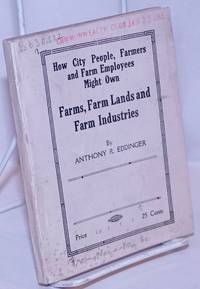 How City People, Farmers
and Farm Employees
Might Own
Farms, Farm Lands and
Farm Industries
By
ANTHONY R. EDDINGER
Price
25 Cents